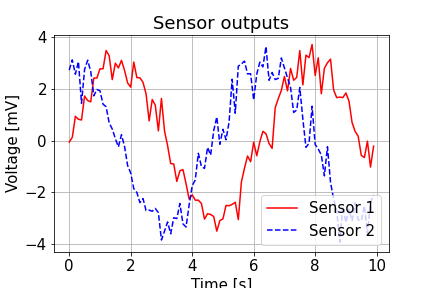 Sensor outputs
4
2
0
−2
−4
Voltage [mV]
0
2
4
6
8
10
Time [s]
Sensor 1
Sensor 2